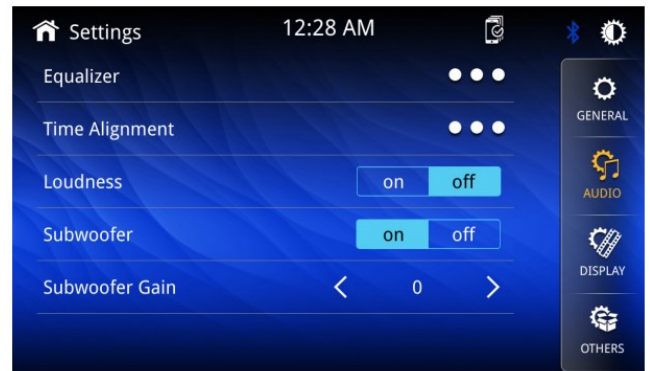 Settings 12:28 AM
Equalizer
Time Alignment
Loudness on off
Subwoofer on off
Subwoofer Gain 0
GENERAL
AUDIO
DISPLAY
OTHERS